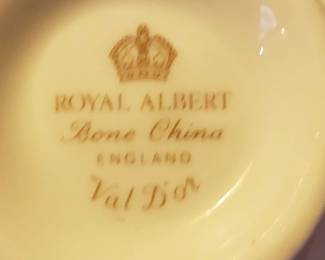 ROYAL ALBERT
Bone China
ENGLAND
Val D'or